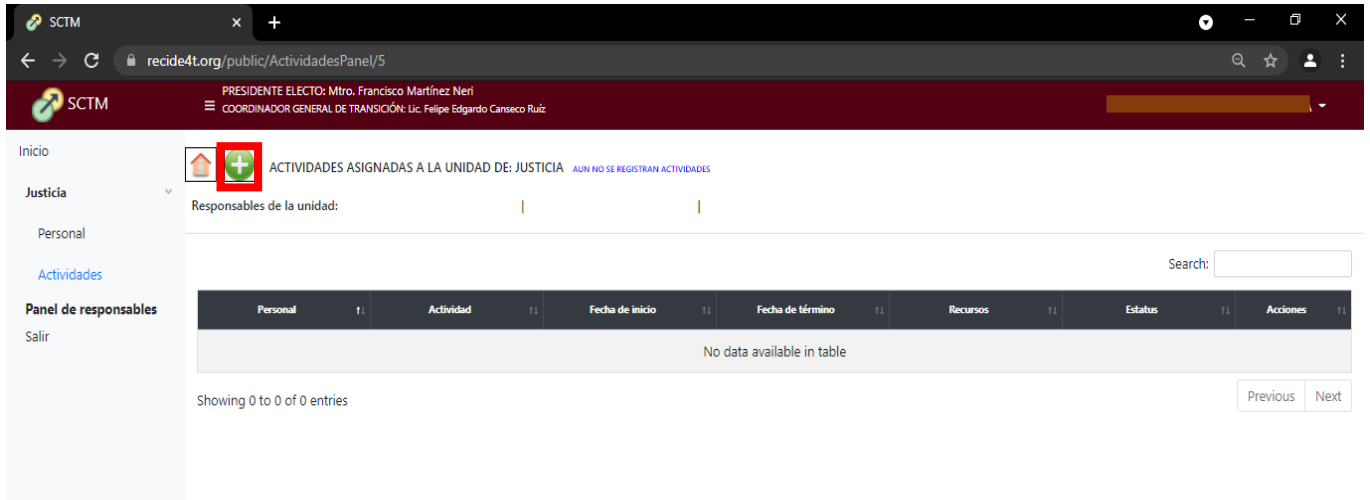 SCTM
recide4t.org/public/ActividadesPanel/5
SCTM
PRESIDENTE ELECTO: Mtro. Francisco Martínez Neri
COORDINADOR GENERAL DE TRANSICIÓN: Lic. Felipe Edgardo Canseco Ruíz
Inicio
Justicia
Personal
Actividades
Panel de responsables
Salir
ACTIVIDADES ASIGNADAS A LA UNIDAD DE: JUSTICIA AUN NO SE REGISTRAN ACTIVIDADES
Responsables de la unidad: | |
Search:
Personal Actividad Fecha de inicio Fecha de término Recursos Estatus Acciones
No data available in table
Showing 0 to 0 of 0 entries
Previous Next